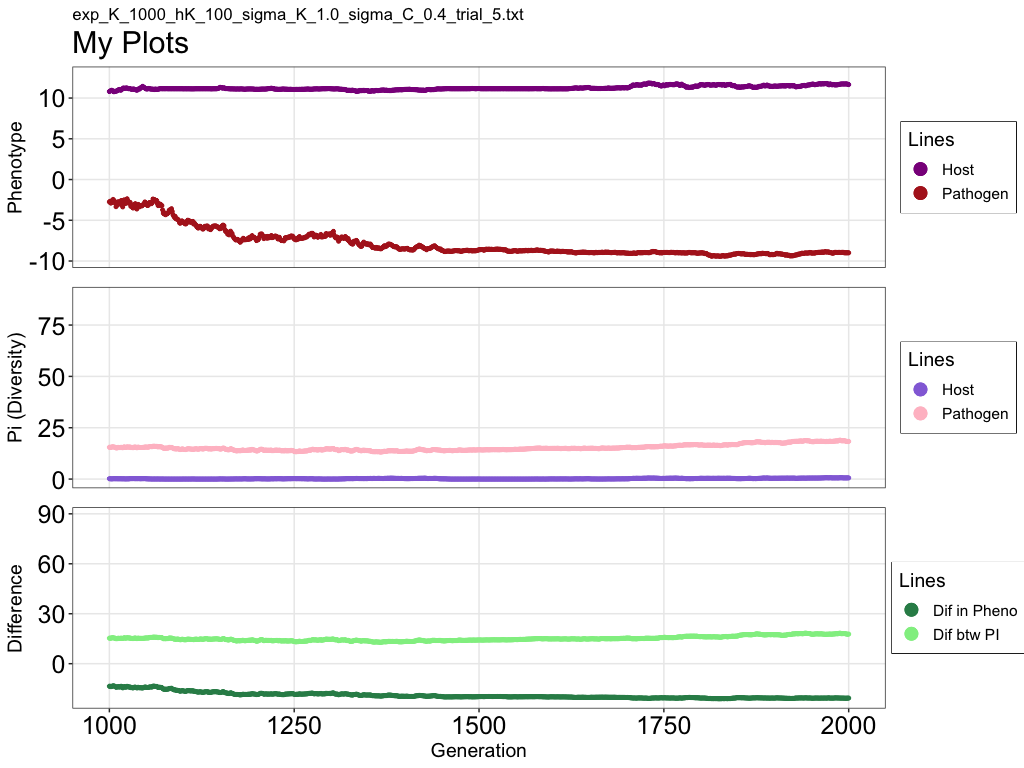 exp_K_1000_hK_100_sigma_K_1.0_sigma_C_0.4_trial_5.txt
My Plots
Phenotype
10
5
0
-5
-10
Lines
Host
Pathogen
Pi (Diversity)
75
50
25
0
Lines
Host
Pathogen
Difference
90
60
30
0
Lines
Dif in Pheno
Dif btw PI
1000 1250 1500 1750 2000
Generation